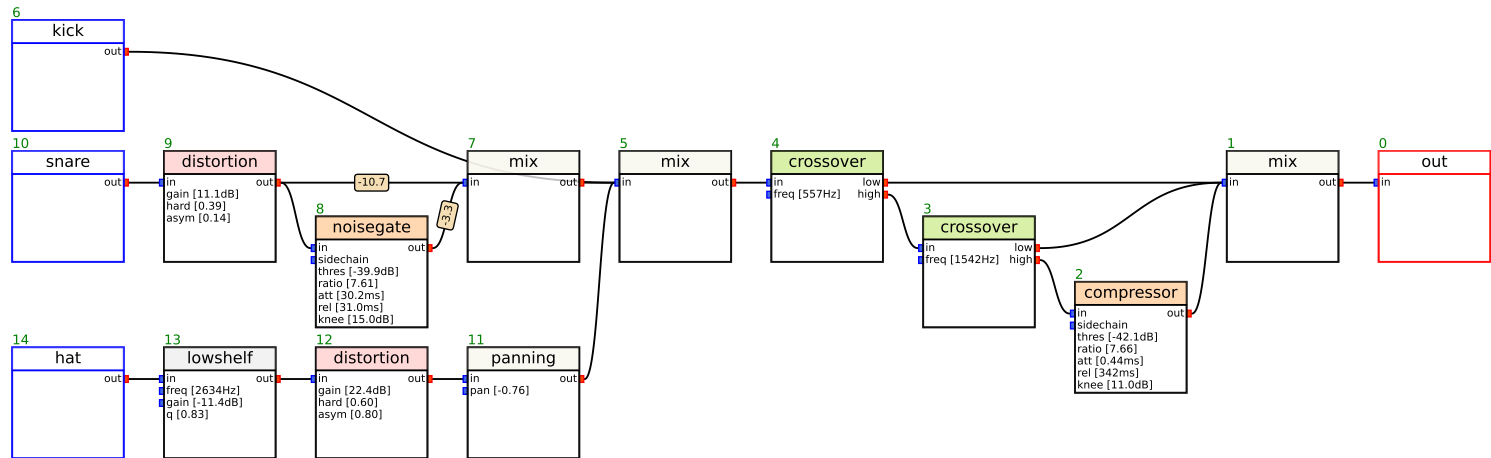 6
kick
out
10
snare
out
9
distortion
in out
gain [11.1dB]
hard [0.39]
asym [0.14]
-10.7
-3.3
8
noisegate
in out
sidechain
thres [-39.9dB]
ratio [7.61]
att [30.2ms]
rel [31.0ms]
knee [15.0dB]
7
mix
in out
5
mix
in out
4
crossover
in low
freq [557Hz] high
3
crossover
in low
freq [1542Hz] high
2
compressor
in out
sidechain
thres [-42.1dB]
ratio [7.66]
att [0.44ms]
rel [342ms]
knee [11.0dB]
1
mix
in out
0
out
in
14
hat
out
13
lowshelf
in out
freq [2634Hz]
gain [-11.4dB]
q [0.83]
12
distortion
in out
gain [22.4dB]
hard [0.60]
asym [0.80]
11
panning
in out
pan [-0.76]